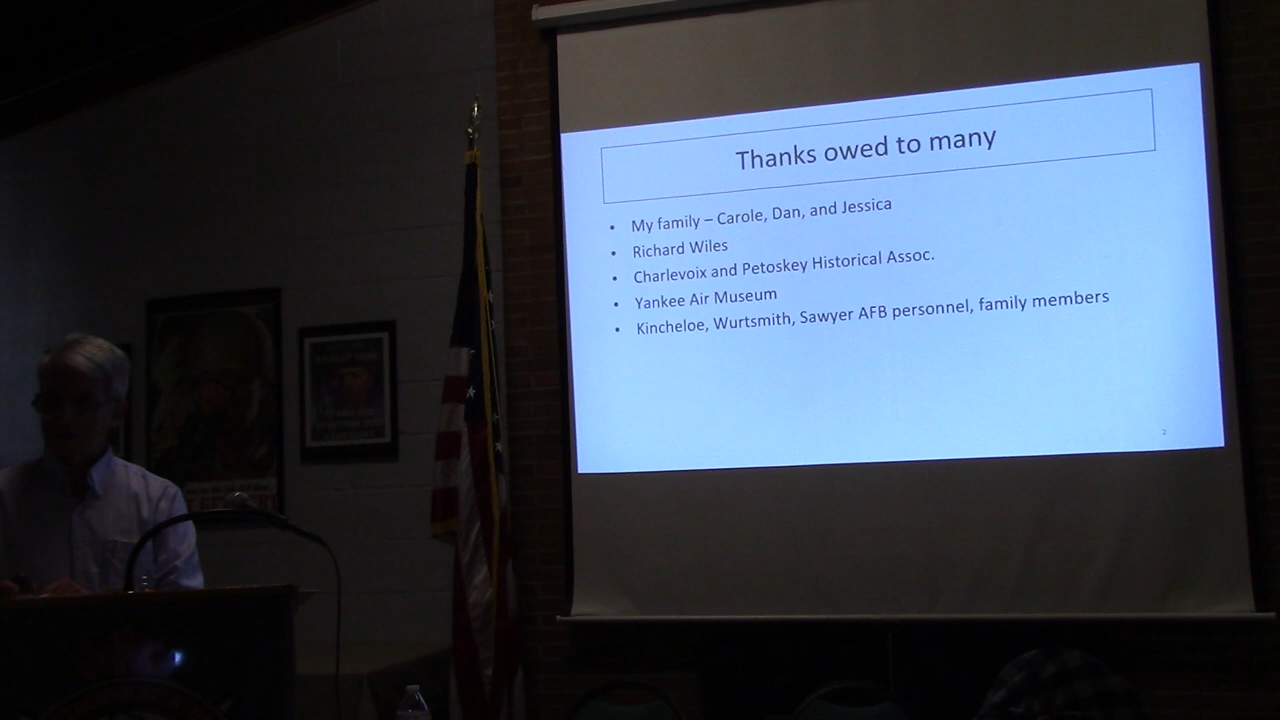 Thanks owed to many
• My family – Carole, Dan, and Jessica
• Richard Wiles
• Charlevoix and Petoskey Historical Assoc.
• Yankee Air Museum
• Kincheloe, Wurtsmith, Sawyer AFB personnel, family members
2